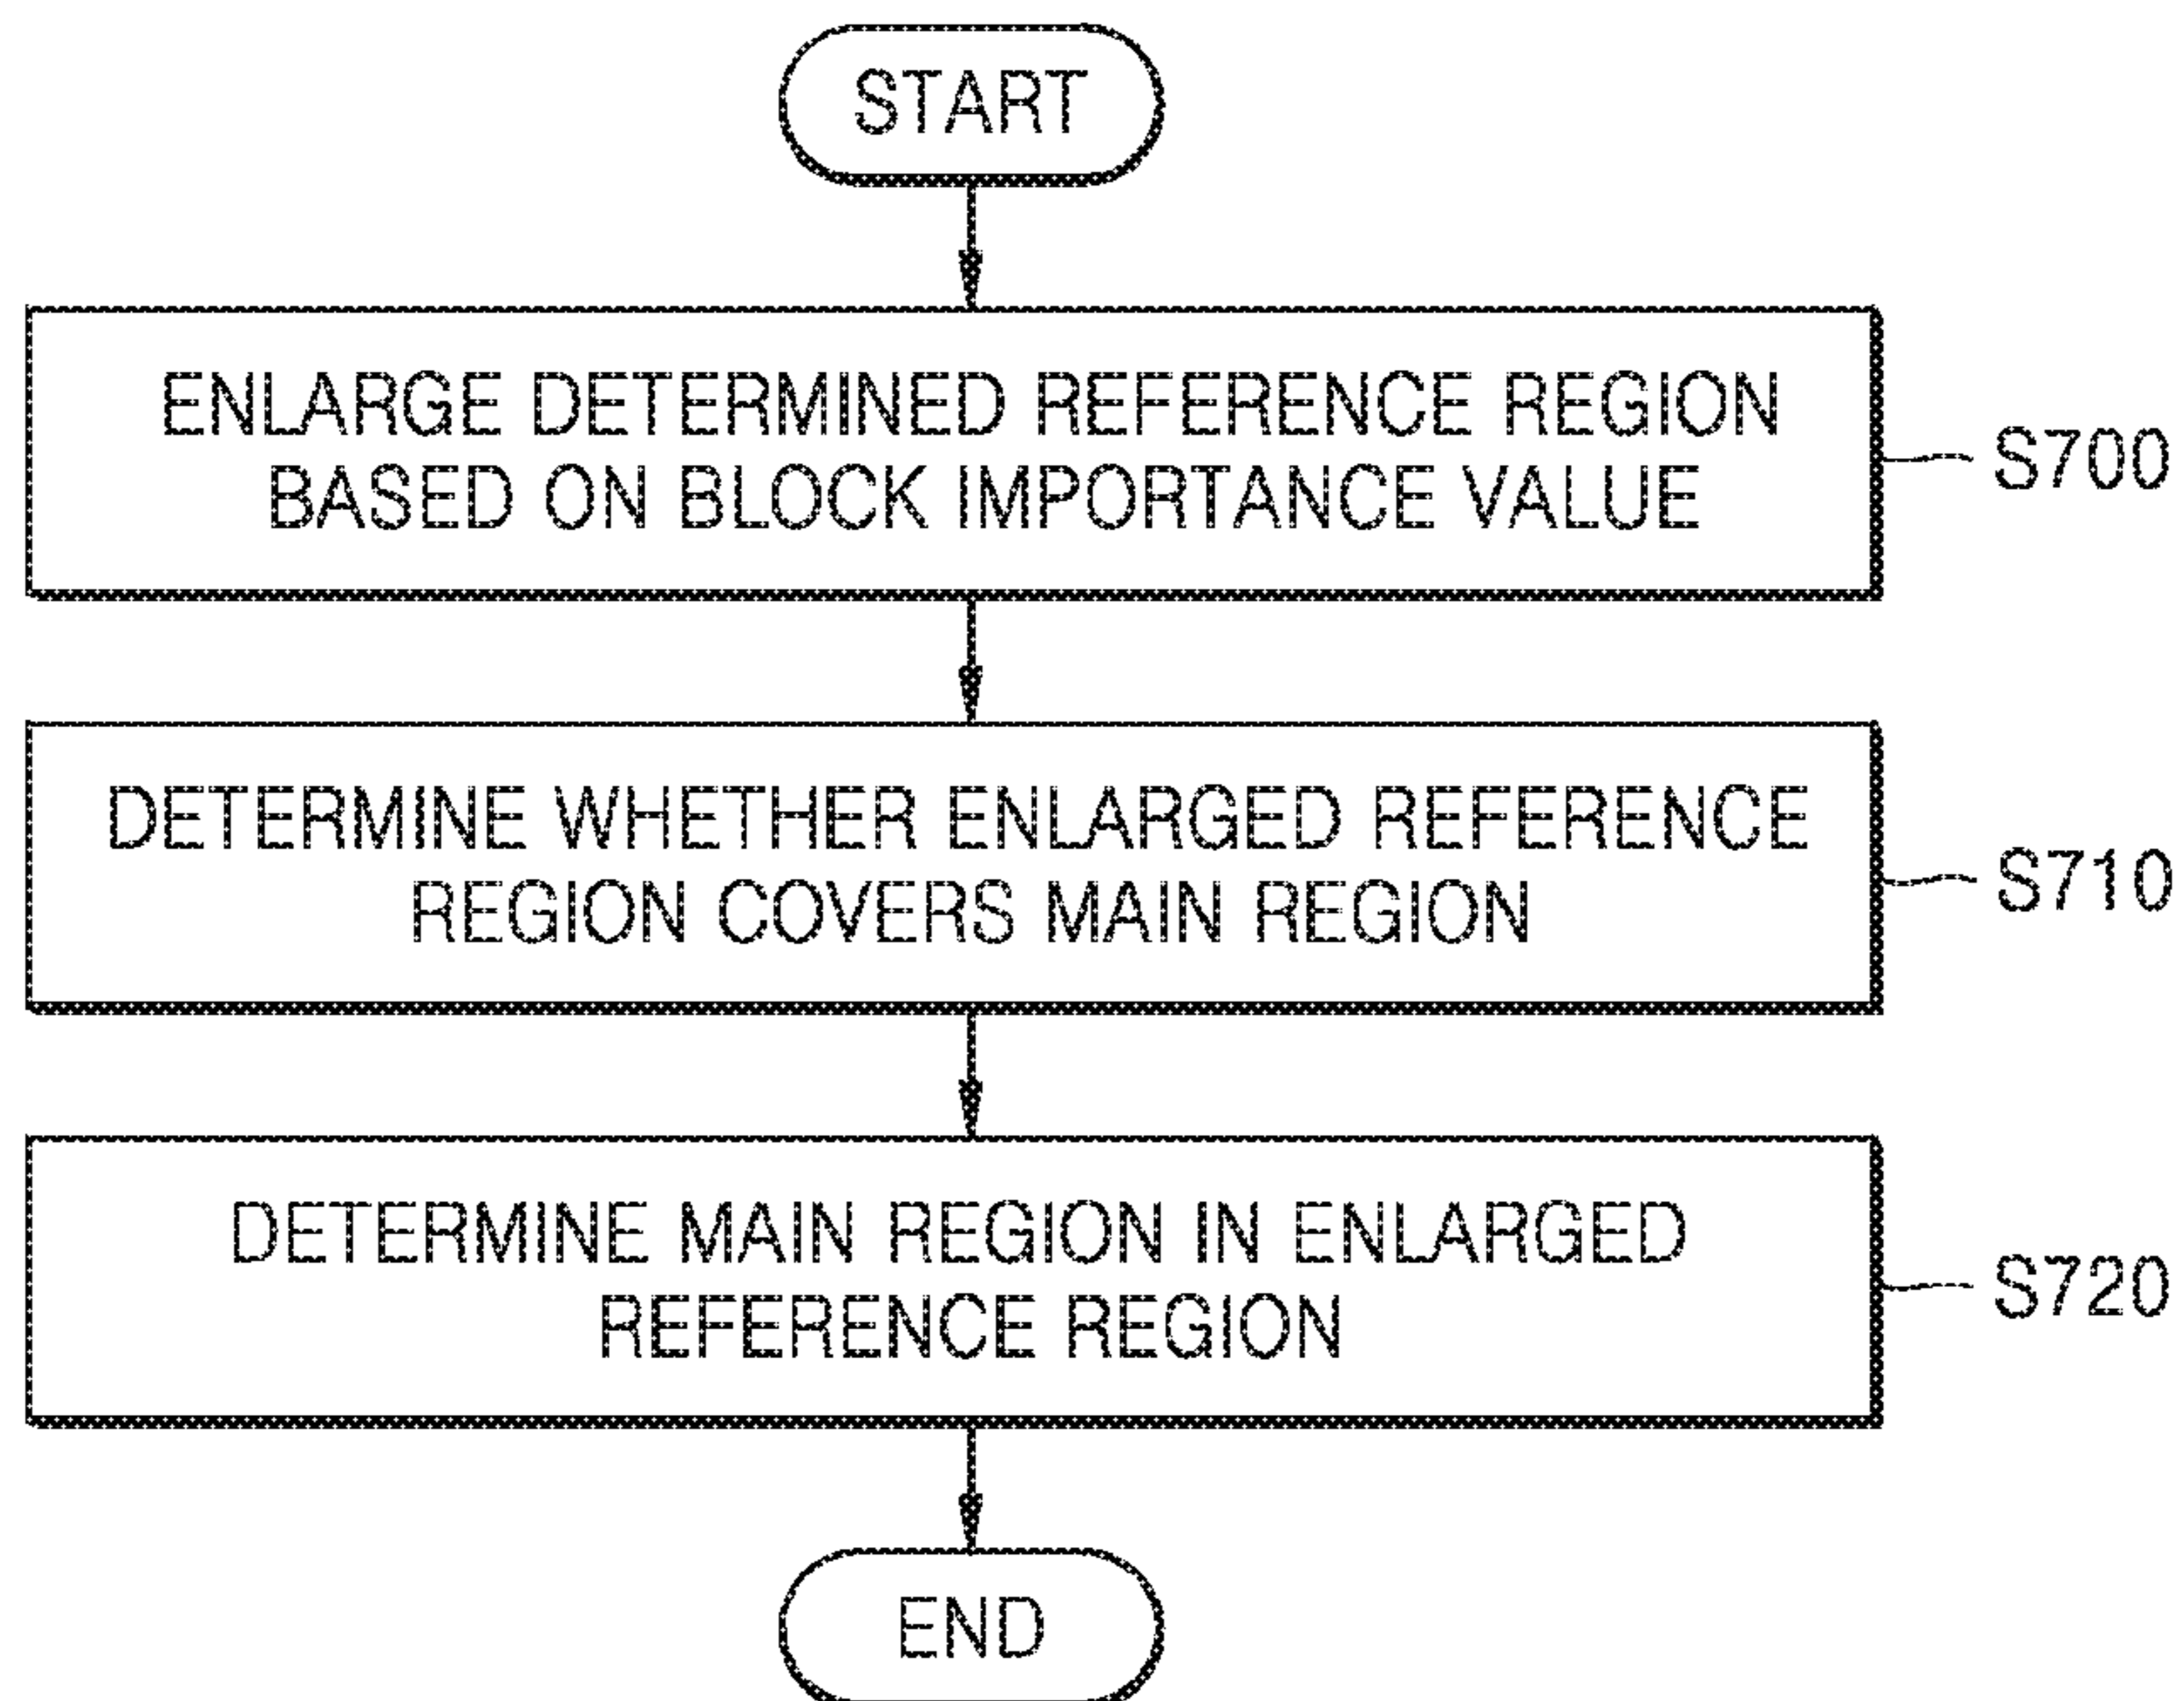 START
ENLARGE DETERMINED REFERENCE REGION
BASED ON BLOCK IMPORTANCE VALUE
S700
DETERMINE WHETHER ENLARGED REFERENCE
REGION COVERS MAIN REGION
S710
DETERMINE MAIN REGION IN ENLARGED
REFERENCE REGION
S720
END